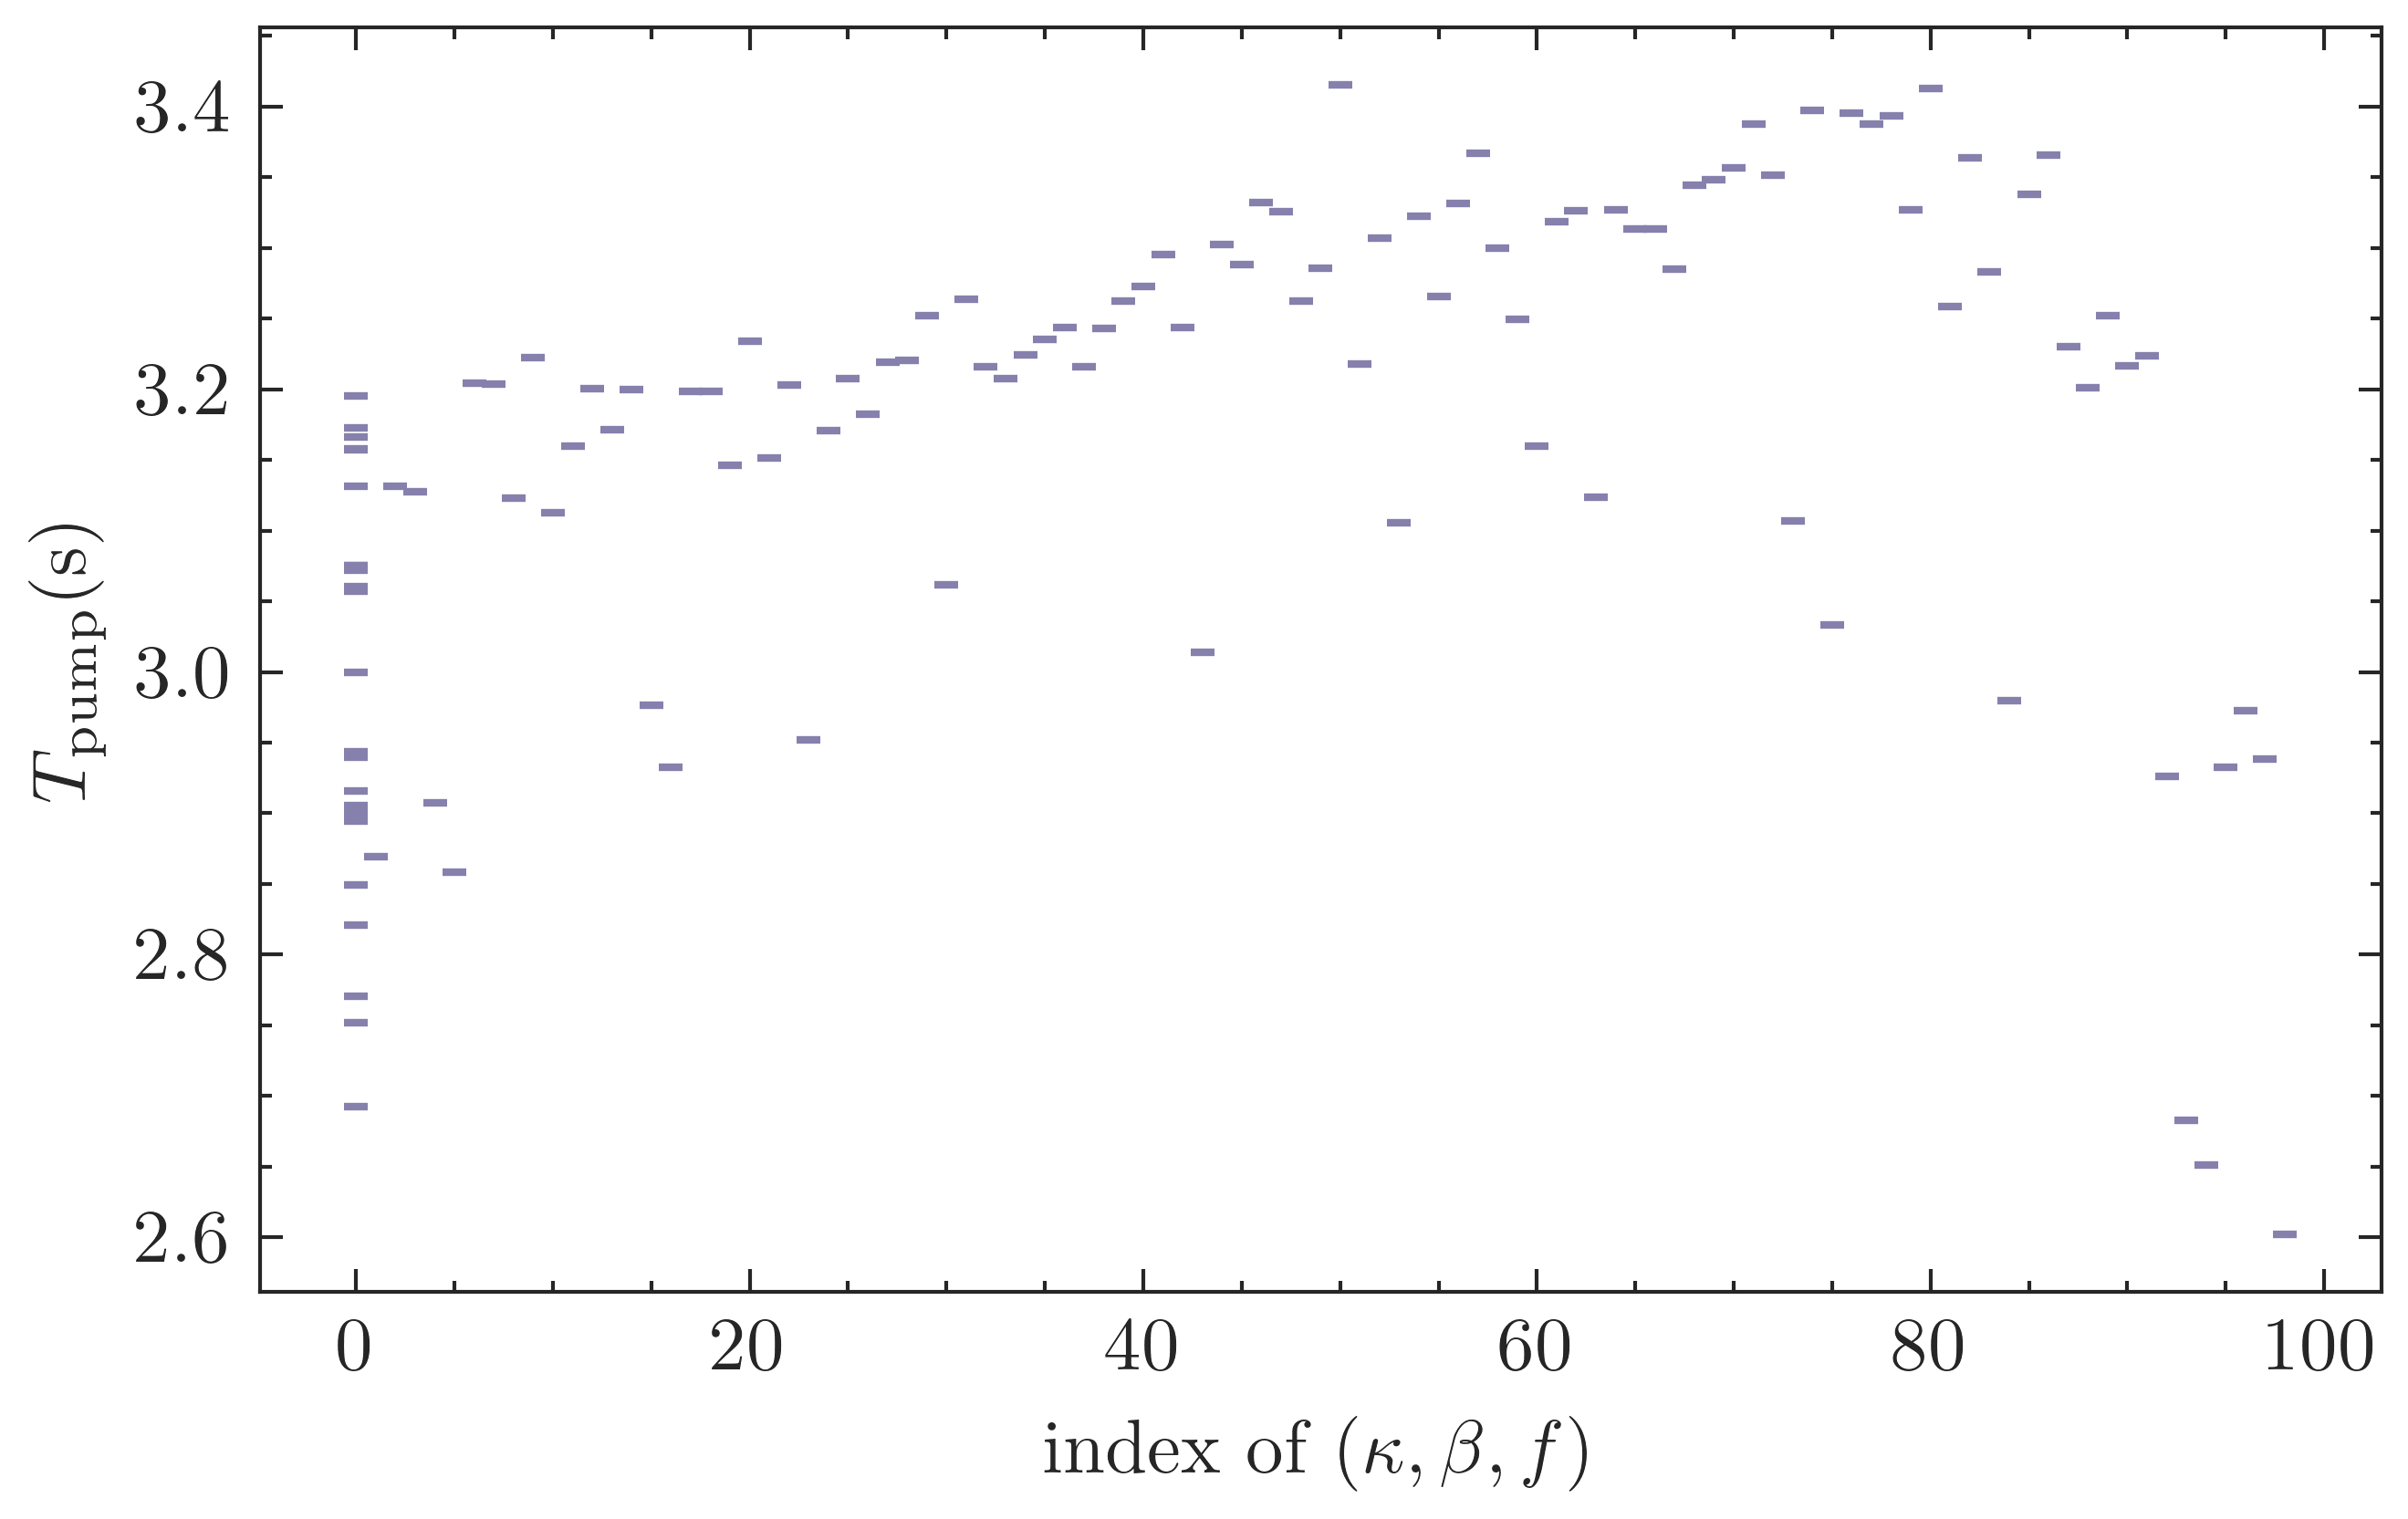 3.4
3.2
3.0
2.8
2.6
T_pump(s)
0 20 40 60 80 100
index of (κ, β, f)